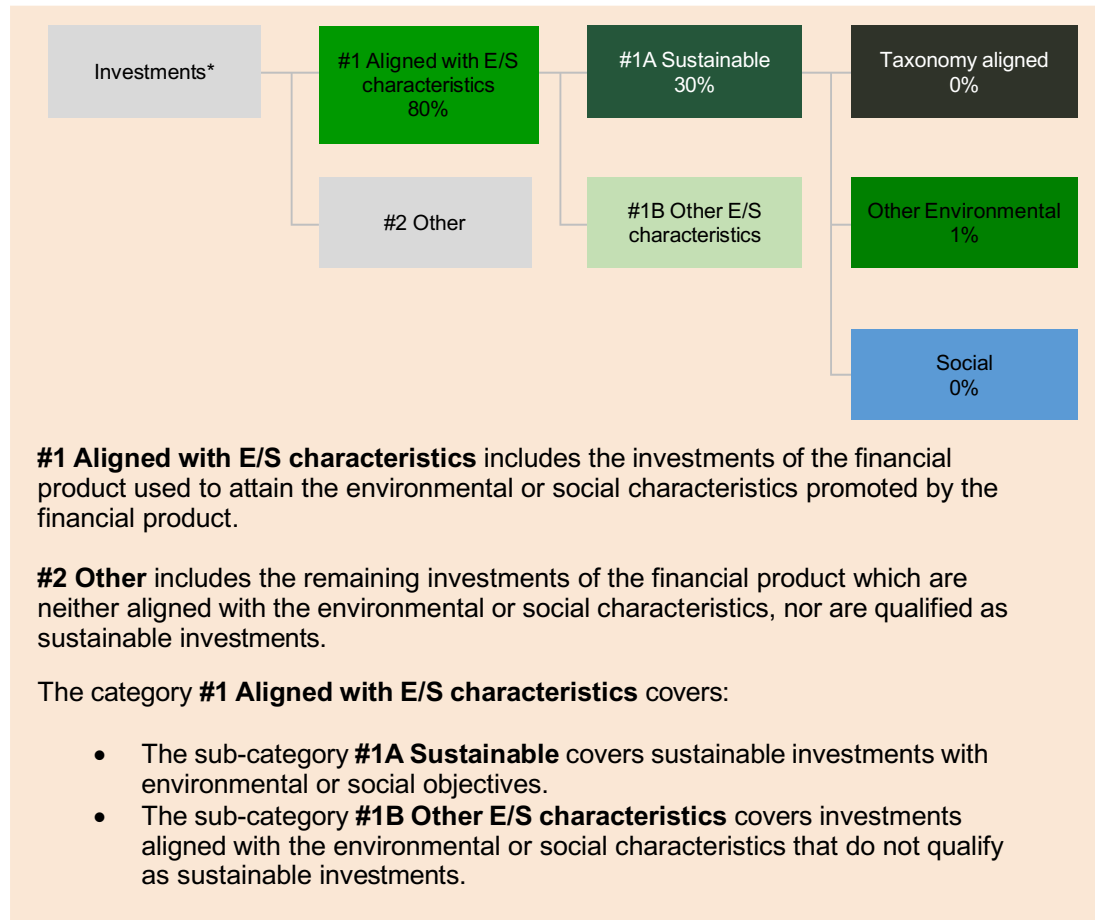 Investments*
#1 Aligned with E/S
characteristics
80%
#1A Sustainable
30%
Taxonomy aligned
0%
#2 Other
#1B Other E/S
characteristics
Other Environmental
1%
Social
0%
#1 Aligned with E/S characteristics includes the investments of the financial
product used to attain the environmental or social characteristics promoted by the
financial product.
#2 Other includes the remaining investments of the financial product which are
neither aligned with the environmental or social characteristics, nor are qualified as
sustainable investments.
The category #1 Aligned with E/S characteristics covers:
• The sub-category #1A Sustainable covers sustainable investments with
environmental or social objectives.
• The sub-category #1B Other E/S characteristics covers investments
aligned with the environmental or social characteristics that do not qualify
as sustainable investments.